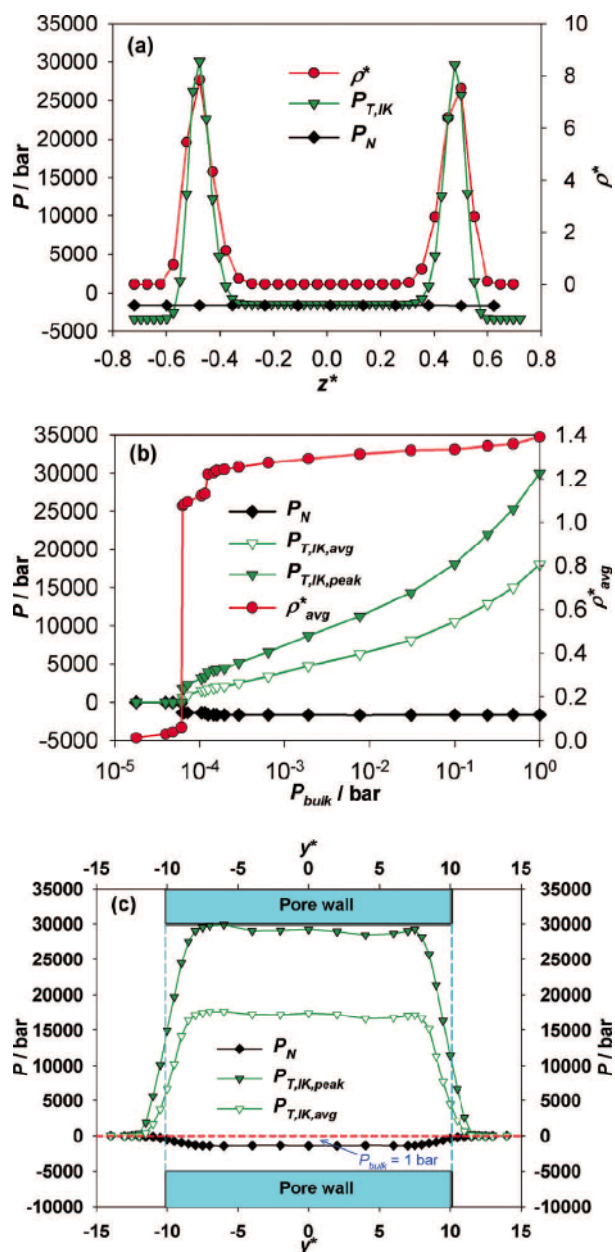 (a)
35000
30000
25000
20000
15000
10000
5000
0
-5000
P / bar
10
8
6
4
2
0
ρ*
ρ*
P_T,IK
P_N
-0.8 -0.6 -0.4 -0.2 0.0 0.2 0.4 0.6 0.8
z*
(b)
35000
30000
25000
20000
15000
10000
5000
0
-5000
P / bar
1.4
1.2
1.0
0.8
0.6
0.4
0.2
0.0
ρ*avg
P_N
P_T,IK,avg
P_T,IK,peak
ρ*avg
10^-5 10^-4 10^-3 10^-2 10^-1 10^0
P_bulk / bar
y*
-15 -10 -5 0 5 10 15
(c)
35000
30000
25000
20000
15000
10000
5000
0
-5000
-10000
P / bar
Pore wall
P_N
P_T,IK,peak
P_T,IK,avg
P_bulk = 1 bar
Pore wall
35000
30000
25000
20000
15000
10000
5000
0
-5000
-10000
P / bar
-15 -10 -5 0 5 10 15
y*